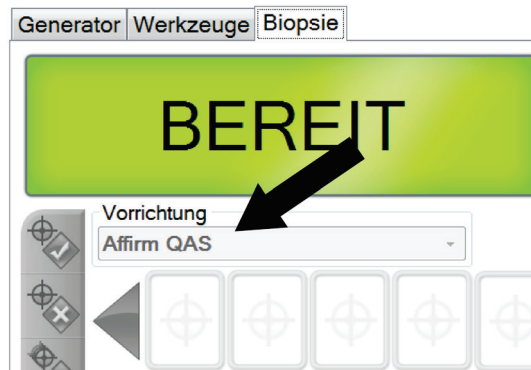 Generator Werkzeuge Biopsie
BEREIT
Vorrichtung
Affirm QAS